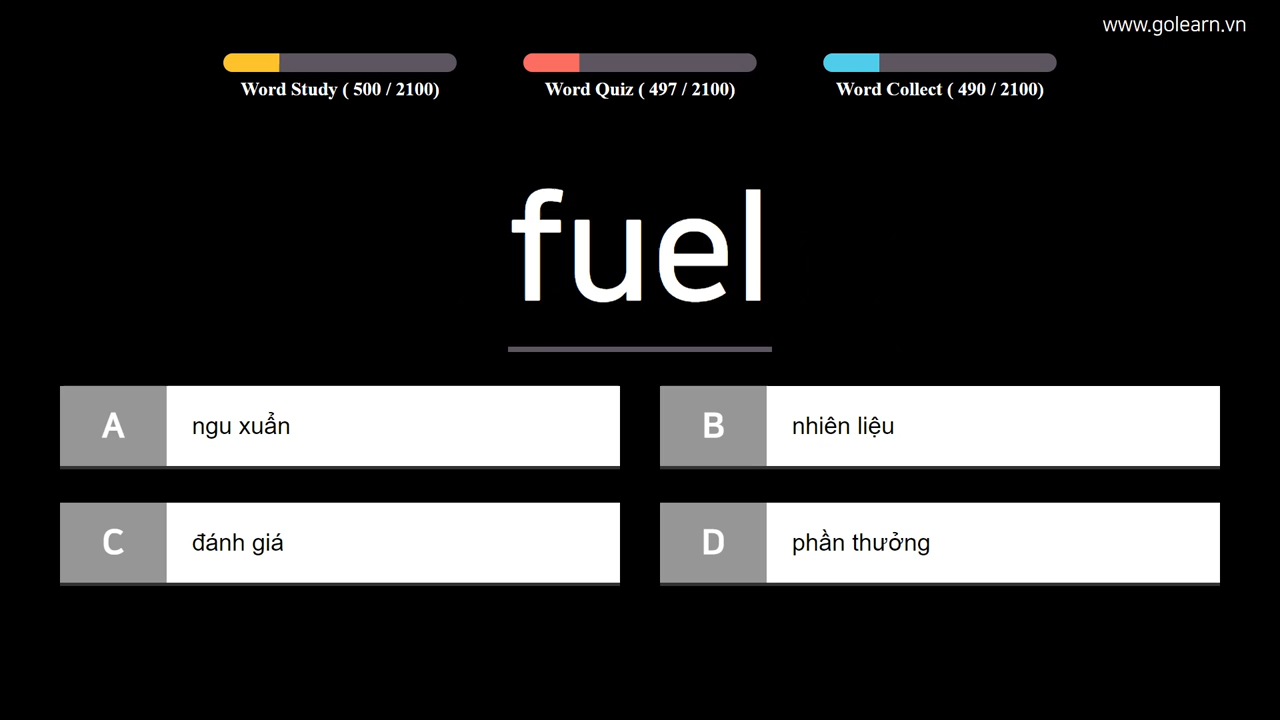 www.golearn.vn
Word Study ( 500 / 2100)
Word Quiz ( 497 / 2100)
Word Collect ( 490 / 2100)
fuel
A ngu xuẩn
B nhiên liệu
C đánh giá
D phần thưởng